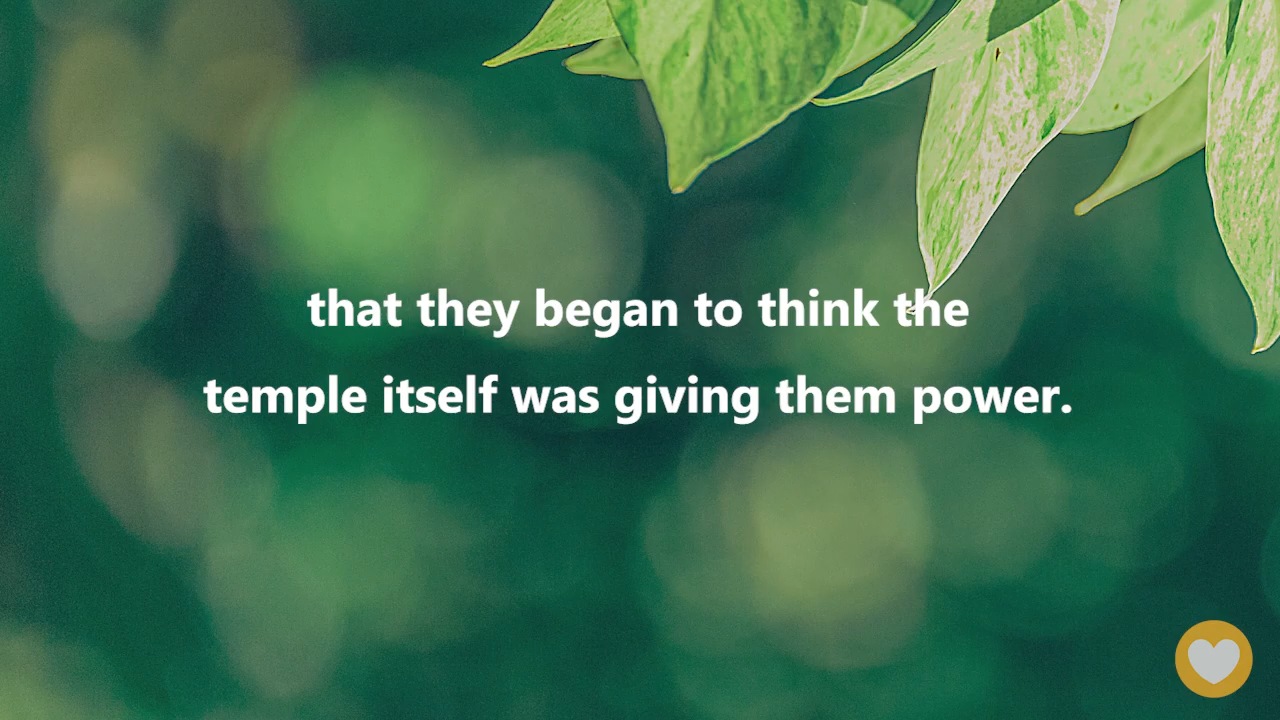 that they began to think the
temple itself was giving them power.